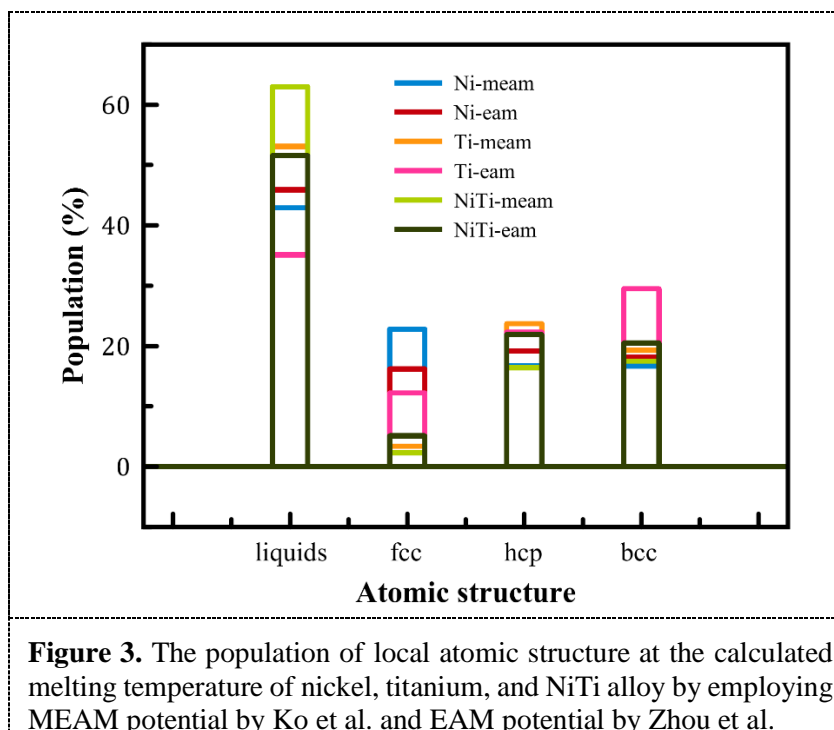 60
40
20
0
Population (%)
Ni-meam
Ni-eam
Ti-meam
Ti-eam
NiTi-meam
NiTi-eam
liquids fcc hcp bcc
Atomic structure
Figure 3. The population of local atomic structure at the calculated
melting temperature of nickel, titanium, and NiTi alloy by employing
MEAM potential by Ko et al. and EAM potential by Zhou et al.